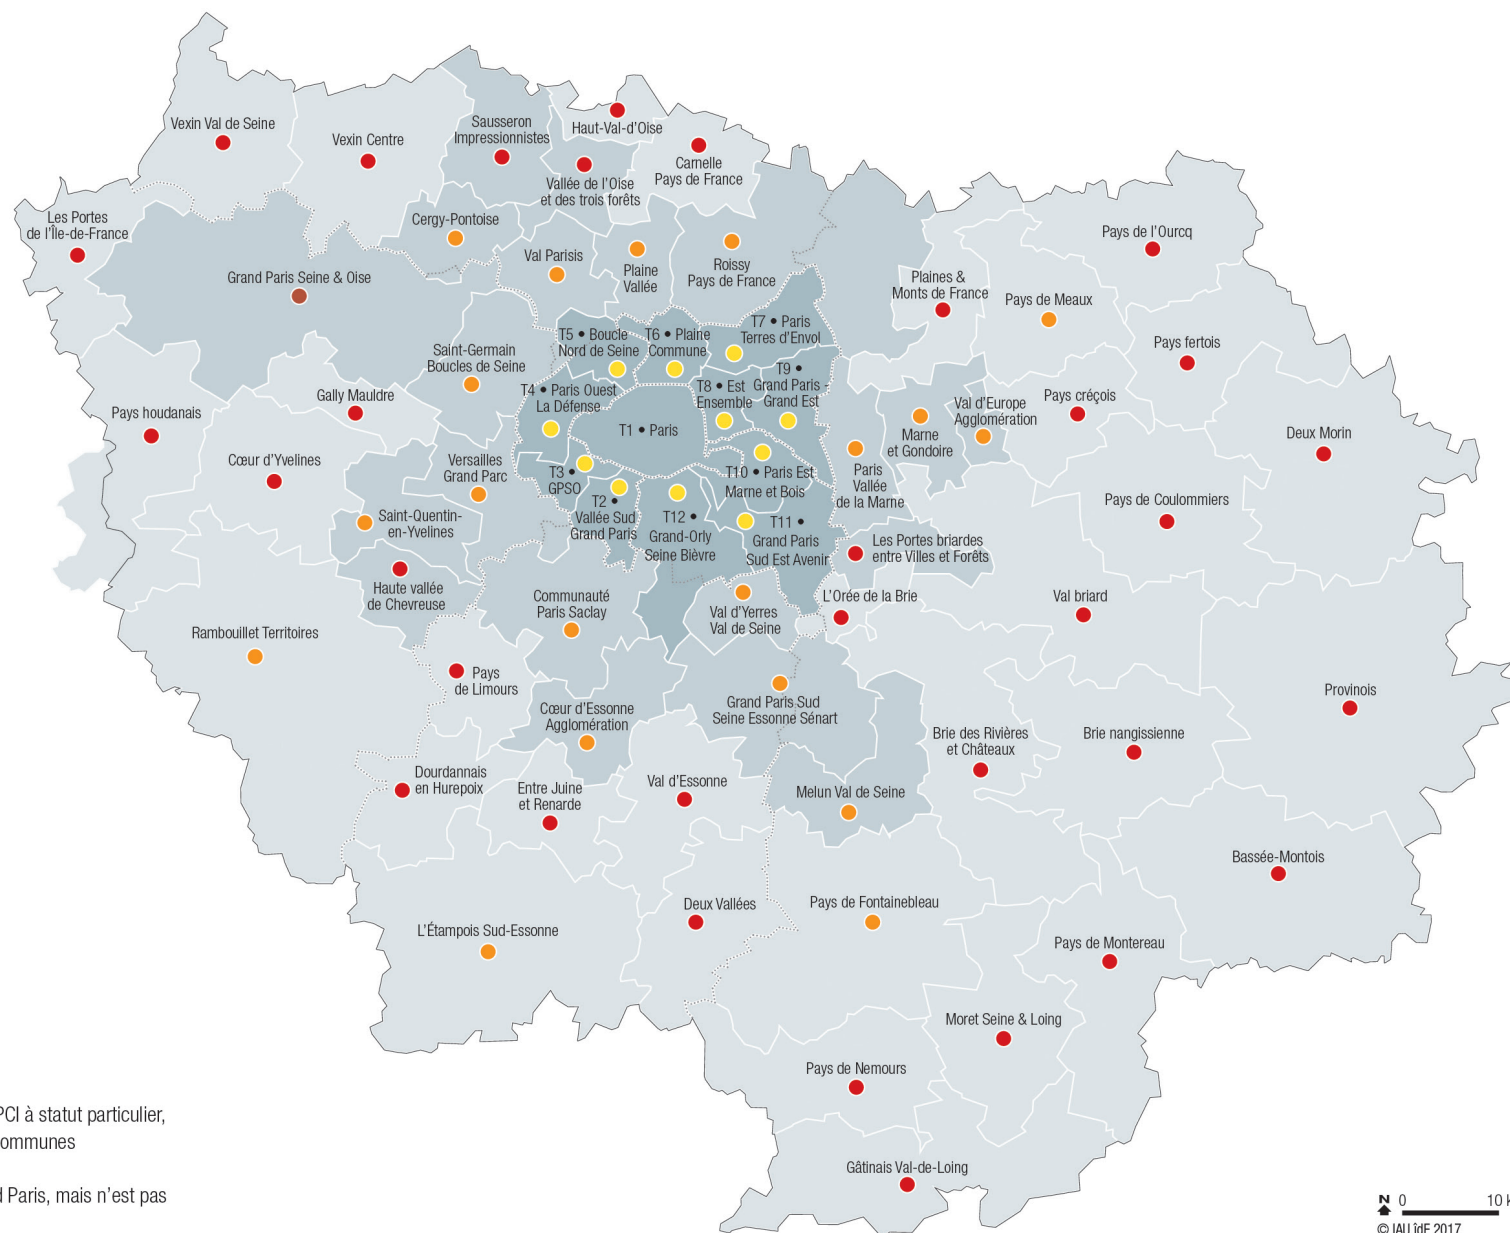 Vexin Val de Seine
Vexin Centre
Sausseron
Impressionnistes
Haut-Val-d'Oise
Carnelle
Pays de France
Vallée de l'Oise
et des trois forêts
Les Portes
de l'Île-de-France
Cergy-Pontoise
Val Parisis
Plaine
Vallée
Roissy
Pays de France
Pays de l'Ourcq
Grand Paris Seine & Oise
Plaines &
Monts de France
Pays de Meaux
T5 • Boucle
Nord de Seine
T6 • Plaine
Commune
T7 • Paris
Terres d'Envol
Pays fertois
Saint-Germain
Boucles de Seine
T4 • Paris Ouest
La Défense
T8 • Est
Ensemble
T9 •
Grand Paris
Grand Est
Gally Mauldre
Pays houdanais
T1 • Paris
Marne
et Gondoire
Val d'Europe
Agglomération
Pays créçois
Deux Morin
Cœur d'Yvelines
Versailles
Grand Parc
T3 •
GPSO
T10 • Paris Est
Marne et Bois
Paris
Vallée
de la Marne
Pays de Coulommiers
Saint-Quentin-
en-Yvelines
T2 •
Vallée Sud
Grand Paris
T12 •
Grand-Orly
Seine Bièvre
T11 •
Grand Paris
Sud Est Avenir
Les Portes briardes
entre Villes et Forêts
Haute vallée
de Chevreuse
Communauté
Paris Saclay
Val d'Yerres
Val de Seine
L'Orée de la Brie
Val briard
Rambouillet Territoires
Pays
de Limours
Cœur d'Essonne
Agglomération
Grand Paris Sud
Seine Essonne Sénart
Provinois
Brie des Rivières
et Châteaux
Brie nangissienne
Dourdannais
en Hurepoix
Entre Juine
et Renarde
Val d'Essonne
Melun Val de Seine
Bassée-Montois
Deux Vallées
Pays de Fontainebleau
L'Étampois Sud-Essonne
Pays de Montereau
Moret Seine & Loing
Pays de Nemours
Gâtinais Val-de-Loing
PCI à statut particulier,
ommunes
d Paris, mais n'est pas
N 0 10 k
© IAU îdF 2017